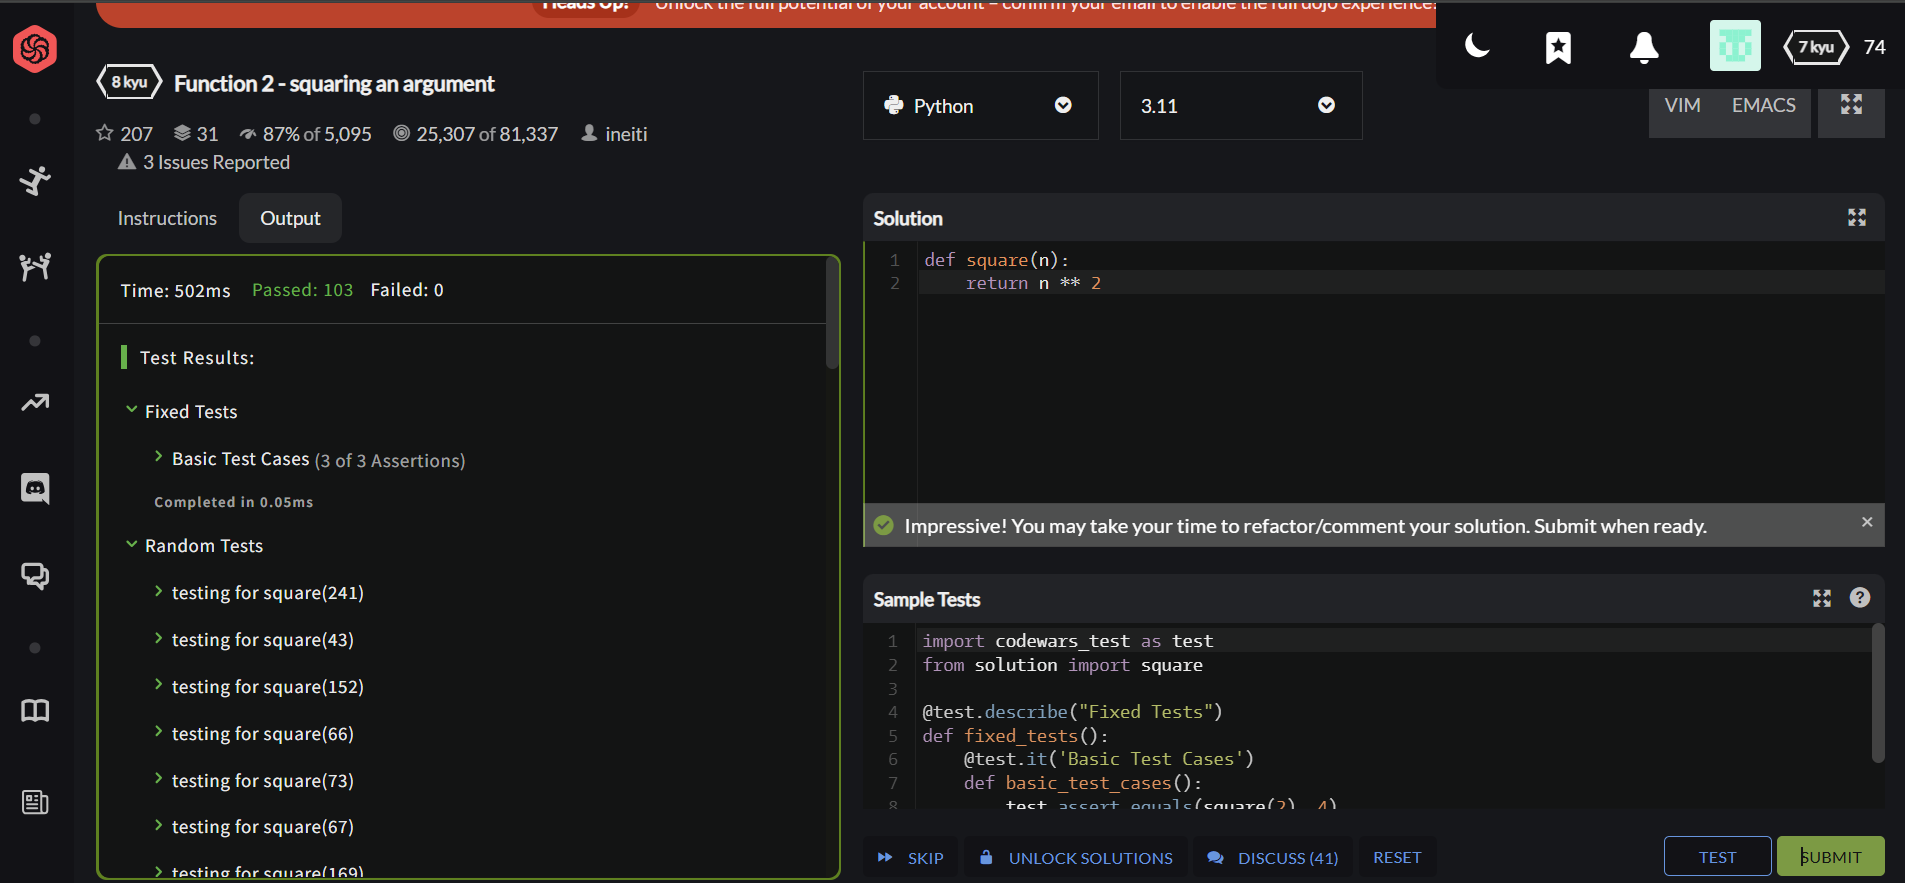 Heads Up! Unlock the full potential of your account – confirm your email to enable the full dojo experience!
7 kyu 74
8 kyu Function 2 - squaring an argument
207 31 87% of 5,095 25,307 of 81,337 ineiti
3 Issues Reported
Python 3.11 VIM EMACS
Instructions Output
Time: 502ms Passed: 103 Failed: 0
Test Results:
Fixed Tests
Basic Test Cases (3 of 3 Assertions)
Completed in 0.05ms
Random Tests
testing for square(241)
testing for square(43)
testing for square(152)
testing for square(66)
testing for square(73)
testing for square(67)
testing for square(169)
Solution
1 def square(n):
2     return n ** 2
Impressive! You may take your time to refactor/comment your solution. Submit when ready.
Sample Tests
1 import codewars_test as test
2 from solution import square
3
4 @test.describe("Fixed Tests")
5 def fixed_tests():
6     @test.it('Basic Test Cases')
7     def basic_test_cases():
8         test.assert_equals(square(2), 4)
SKIP UNLOCK SOLUTIONS DISCUSS (41) RESET TEST SUBMIT